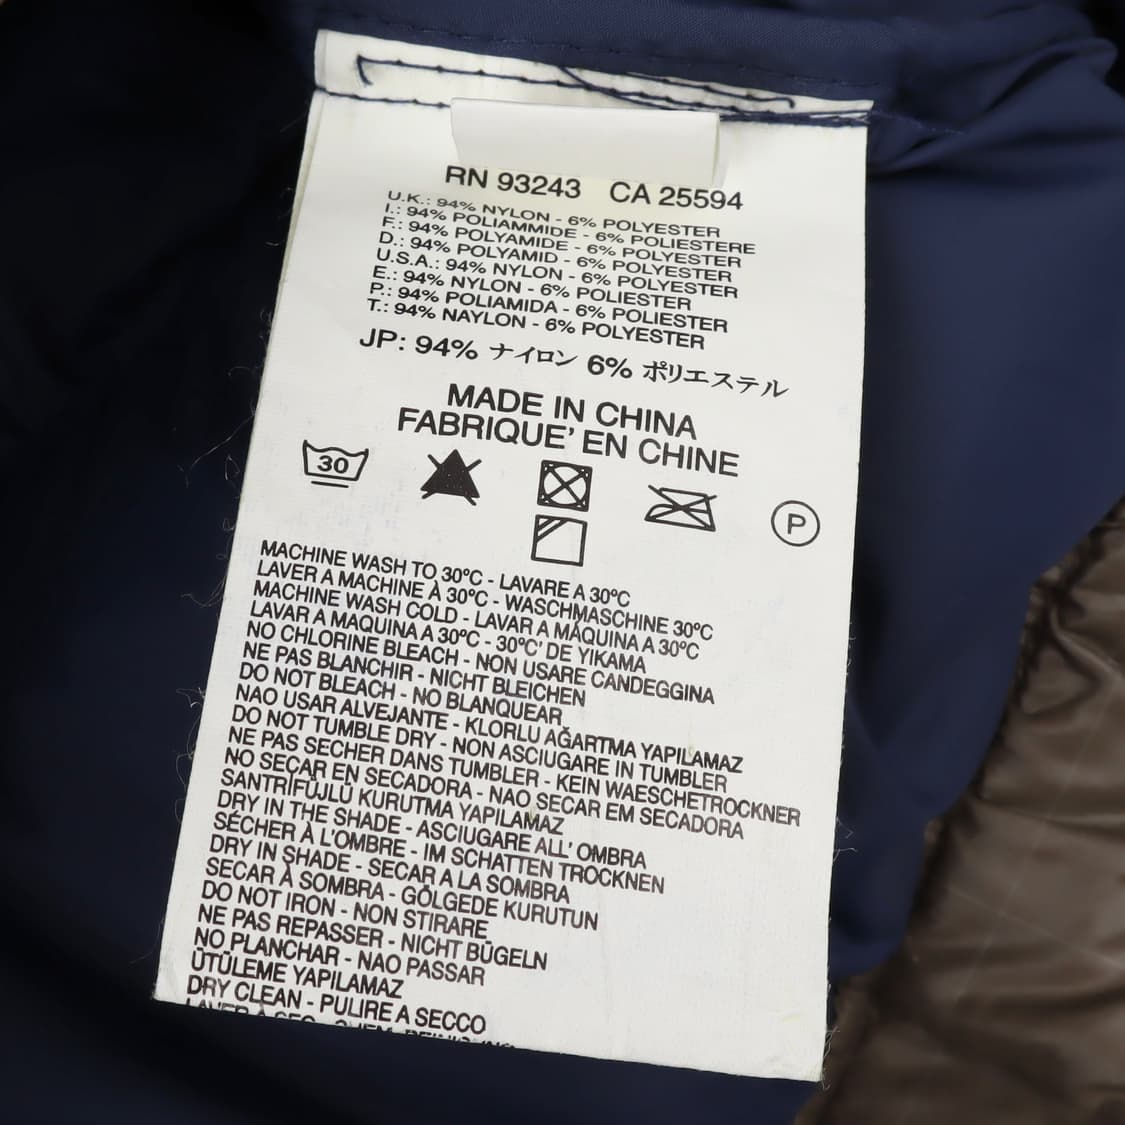 RN 93243 CA 25594
U.K.: 94% NYLON - 6% POLYESTER
I.: 94% POLIAMMIDE - 6% POLIESTERE
F.: 94% POLYAMIDE - 6% POLYESTER
D.: 94% POLYAMID - 6% POLYESTER
U.S.A.: 94% NYLON - 6% POLYESTER
E.: 94% NYLON - 6% POLIESTER
P.: 94% POLIAMIDA - 6% POLIESTER
T.: 94% NAYLON - 6% POLYESTER
JP: 94% ナイロン 6% ポリエステル
MADE IN CHINA
FABRIQUE' EN CHINE
30
P
MACHINE WASH TO 30°C - LAVARE A 30°C
LAVER A MACHINE À 30°C - WASCHMASCHINE 30°C
MACHINE WASH COLD - LAVAR A MÁQUINA A 30°C
LAVAR A MAQUINA A 30°C - 30°C' DE YIKAMA
NO CHLORINE BLEACH - NON USARE CANDEGGINA
NE PAS BLANCHIR - NICHT BLEICHEN
DO NOT BLEACH - NO BLANQUEAR
NAO USAR ALVEJANTE - KLORLU AĞARTMA YAPILAMAZ
DO NOT TUMBLE DRY - NON ASCIUGARE IN TUMBLER
NE PAS SECHER DANS TUMBLER - KEIN WAESCHETROCKNER
NO SECAR EN SECADORA - NAO SECAR EM SECADORA
SANTRİFÜJLÜ KURUTMA YAPILAMAZ
DRY IN THE SHADE - ASCIUGARE ALL' OMBRA
SÉCHER À L'OMBRE - IM SCHATTEN TROCKNEN
DRY IN SHADE - SECAR A LA SOMBRA
SECAR À SOMBRA - GÖLGEDE KURUTUN
DO NOT IRON - NON STIRARE
NE PAS REPASSER - NICHT BÜGELN
NO PLANCHAR - NAO PASSAR
ÜTÜLEME YAPILAMAZ
DRY CLEAN - PULIRE A SECCO